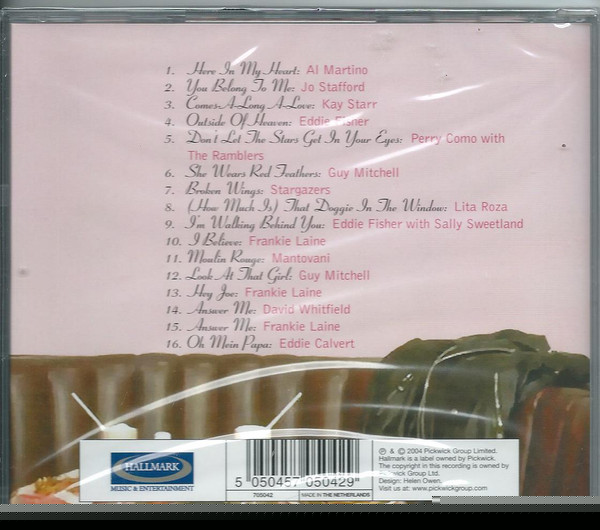 1. Here In My Heart: Al Martino
2. You Belong To Me: Jo Stafford
3. Comes-A-Long A-Love: Kay Starr
4. Outside Of Heaven: Eddie Fisher
5. Don't Let The Stars Get In Your Eyes: Perry Como with
The Ramblers
6. She Wears Red Feathers: Guy Mitchell
7. Broken Wings: Stargazers
8. (How Much Is) That Doggie In The Window: Lita Roza
9. I'm Walking Behind You: Eddie Fisher with Sally Sweetland
10. I Believe: Frankie Laine
11. Moulin Rouge: Mantovani
12. Look At That Girl: Guy Mitchell
13. Hey Joe: Frankie Laine
14. Answer Me: David Whitfield
15. Answer Me: Frankie Laine
16. Oh Mein Papa: Eddie Calvert
HALLMARK
MUSIC & ENTERTAINMENT
5 050457 050429
705042 MADE IN THE NETHERLANDS
℗ & © 2004 Pickwick Group Limited.
Hallmark is a label owned by Pickwick.
The copyright in this recording is owned by
Pickwick Group Ltd.
Design: Helen Owen.
Visit us at: www.pickwickgroup.com